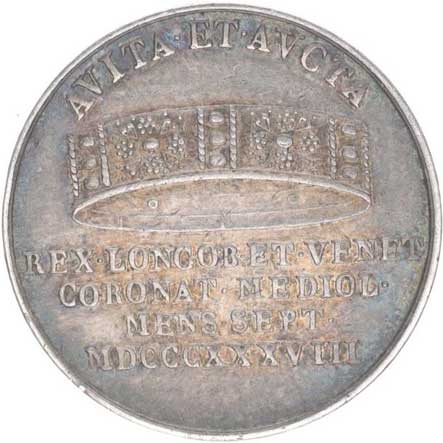 AVITA·ET·AVCTA
REX·LONGOB·ET·VENET
CORONAT·MEDIOL·
MENS·SEPT·
MDCCCXXXVIII